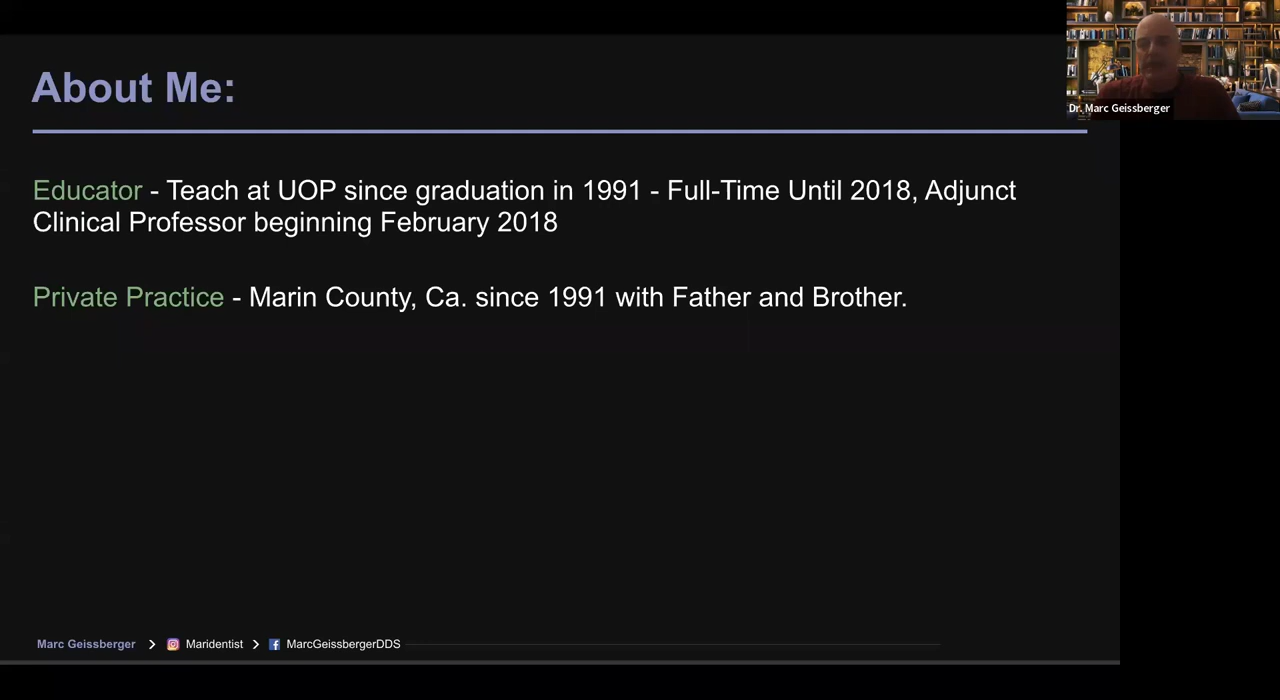 About Me:
Dr. Marc Geissberger
Educator - Teach at UOP since graduation in 1991 - Full-Time Until 2018, Adjunct
Clinical Professor beginning February 2018
Private Practice - Marin County, Ca. since 1991 with Father and Brother.
Marc Geissberger > Maridentist > MarcGeissbergerDDS